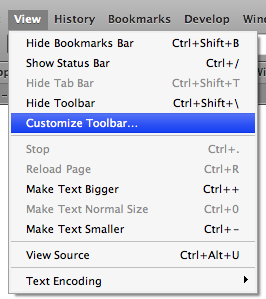 View History Bookmarks Develop Win
Hide Bookmarks Bar Ctrl+Shift+B
Show Status Bar Ctrl+/
Hide Tab Bar Ctrl+Shift+T
Hide Toolbar Ctrl+Shift+\
Customize Toolbar...
Stop Ctrl+.
Reload Page Ctrl+R
Make Text Bigger Ctrl++
Make Text Normal Size Ctrl+0
Make Text Smaller Ctrl+-
View Source Ctrl+Alt+U
Text Encoding